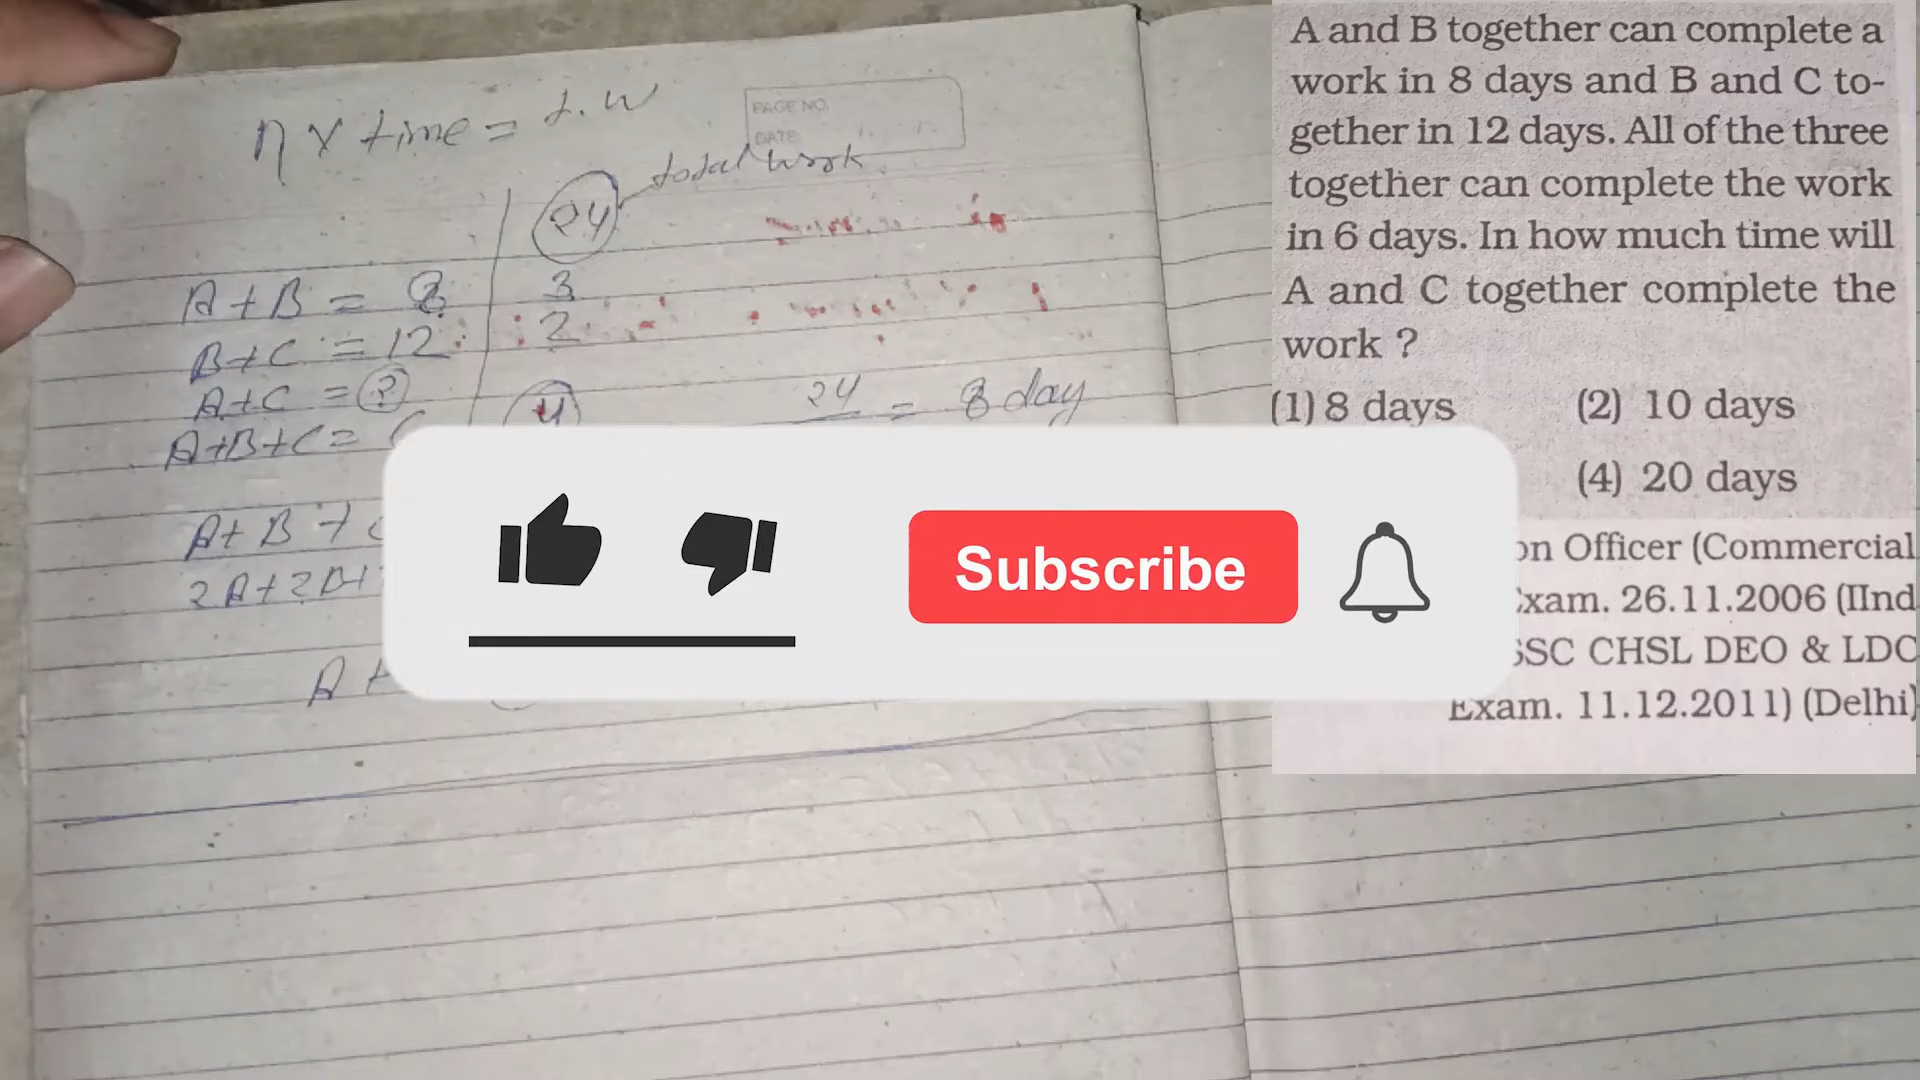 η × time = t.w
PAGE NO.
DATE:
24 total work
A+B = 8 3
B+C = 12 2
A+C = ?
A+B+C = 4
24 = 8 day
A+B+C
2A+2B+
A+
Subscribe
A and B together can complete a
work in 8 days and B and C to-
gether in 12 days. All of the three
together can complete the work
in 6 days. In how much time will
A and C together complete the
work ?
(1) 8 days (2) 10 days
(4) 20 days
on Officer (Commercial
Exam. 26.11.2006 (IInd
SSC CHSL DEO & LDC
Exam. 11.12.2011) (Delhi)